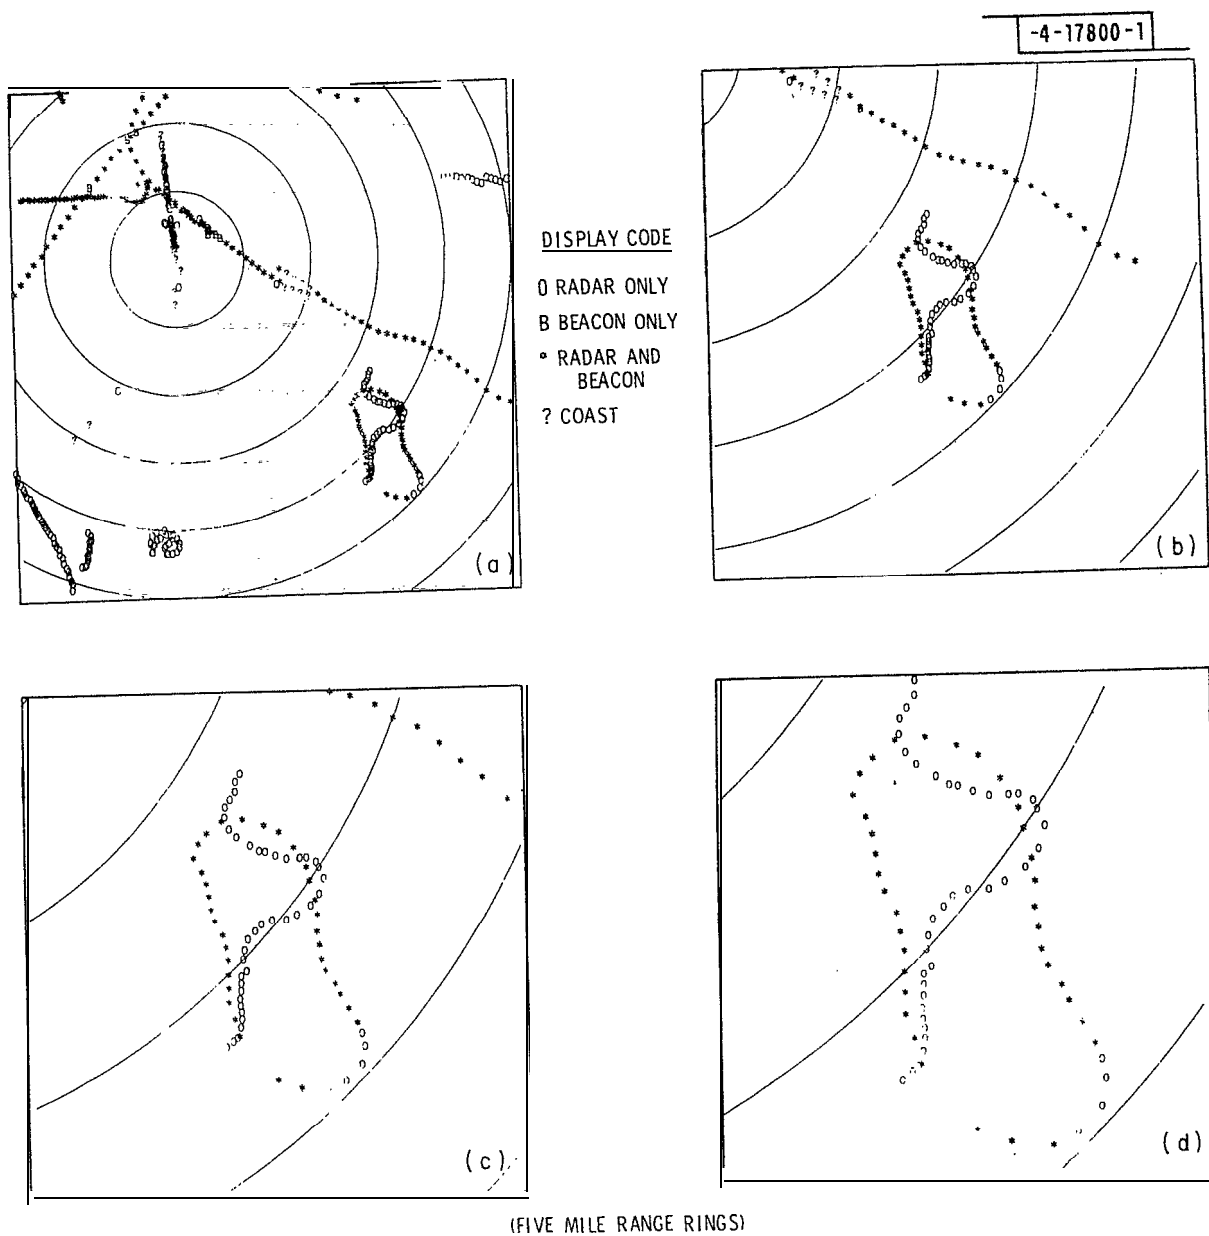 -4-17800-1
DISPLAY CODE
0 RADAR ONLY
B BEACON ONLY
* RADAR AND
BEACON
? COAST
(a)
(b)
(c)
(d)
(FIVE MILE RANGE RINGS)